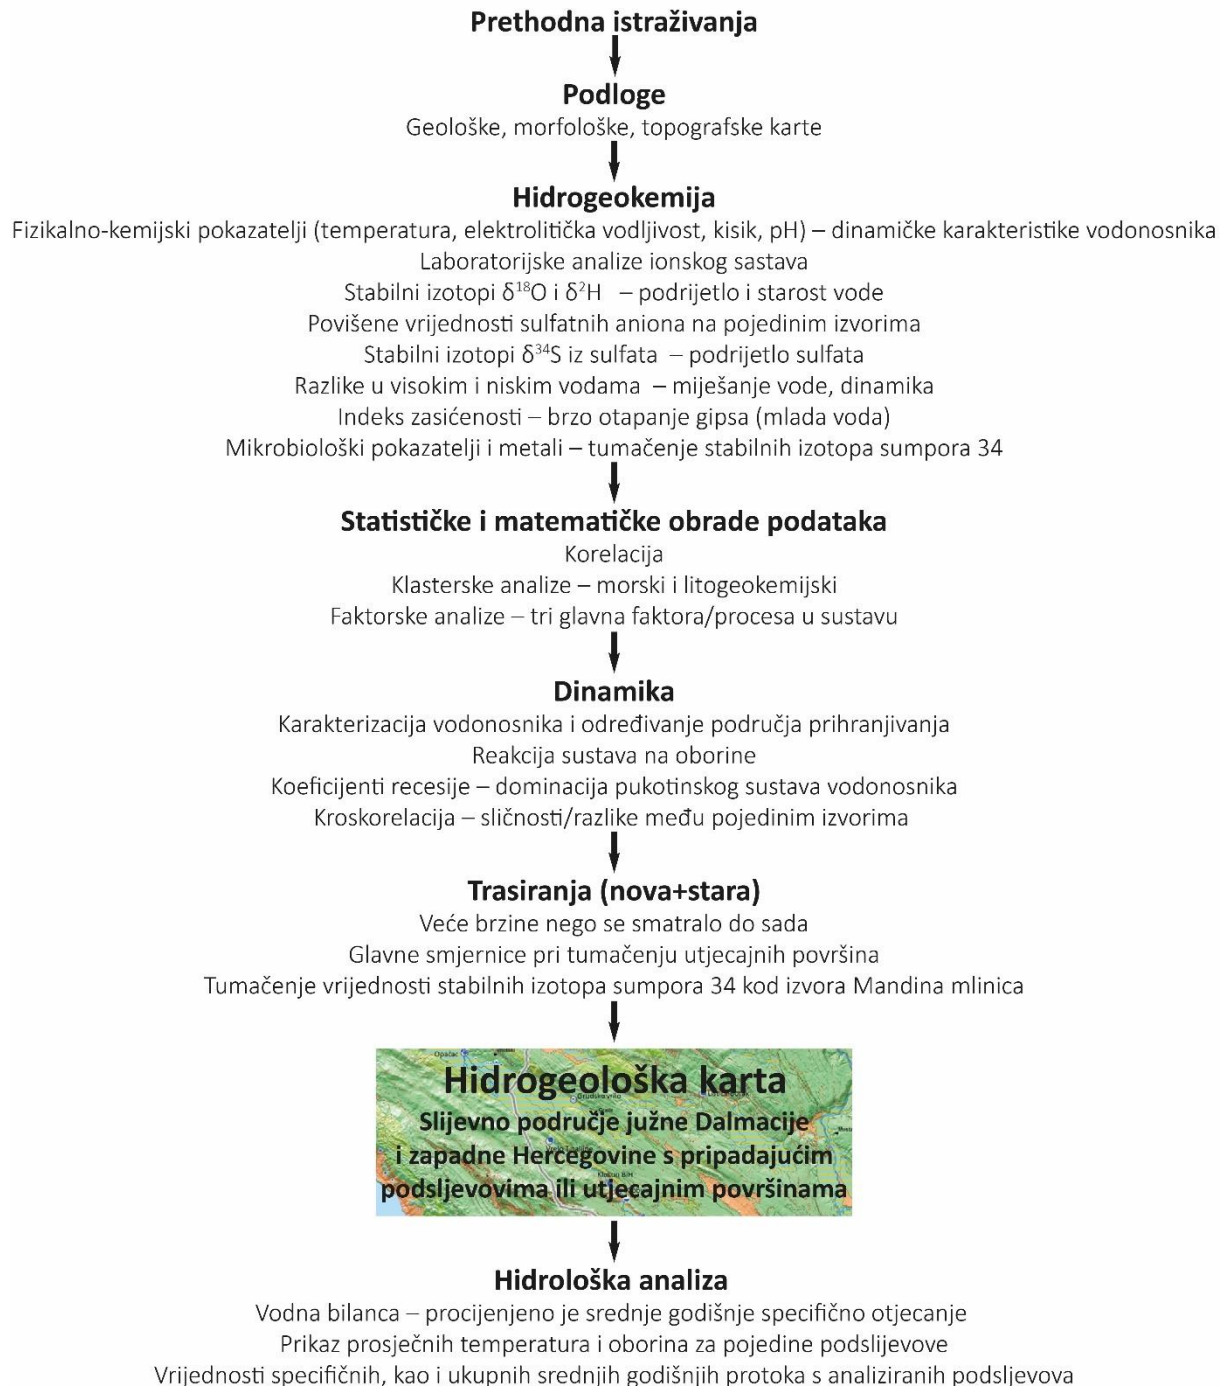 Prethodna istraživanja
Podloge
Geološke, morfološke, topografske karte
Hidrogeokemija
Fizikalno-kemijski pokazatelji (temperatura, elektrolitička vodljivost, kisik, pH) – dinamičke karakteristike vodonosnika
Laboratorijske analize ionskog sastava
Stabilni izotopi δ¹⁸O i δ²H – podrijetlo i starost vode
Povišene vrijednosti sulfatnih aniona na pojedinim izvorima
Stabilni izotopi δ³⁴S iz sulfata – podrijetlo sulfata
Razlike u visokim i niskim vodama – miješanje vode, dinamika
Indeks zasićenosti – brzo otapanje gipsa (mlada voda)
Mikrobiološki pokazatelji i metali – tumačenje stabilnih izotopa sumpora 34
Statističke i matematičke obrade podataka
Korelacija
Klasterske analize – morski i litogeokemijski
Faktorske analize – tri glavna faktora/procesa u sustavu
Dinamika
Karakterizacija vodonosnika i određivanje područja prihranjivanja
Reakcija sustava na oborine
Koeficijenti recesije – dominacija pukotinskog sustava vodonosnika
Kroskorelacija – sličnosti/razlike među pojedinim izvorima
Trasiranja (nova+stara)
Veće brzine nego se smatralo do sada
Glavne smjernice pri tumačenju utjecajnih površina
Tumačenje vrijednosti stabilnih izotopa sumpora 34 kod izvora Mandina mlinica
Opačac
Hidrogeološka karta
Slijevno područje južne Dalmacije
i zapadne Hercegovine s pripadajućim
podsljevovima ili utjecajnim površinama
Hidrološka analiza
Vodna bilanca – procijenjeno je srednje godišnje specifično otjecanje
Prikaz prosječnih temperatura i oborina za pojedine podslijevove
Vrijednosti specifičnih, kao i ukupnih srednjih godišnjih protoka s analiziranih podsljevova